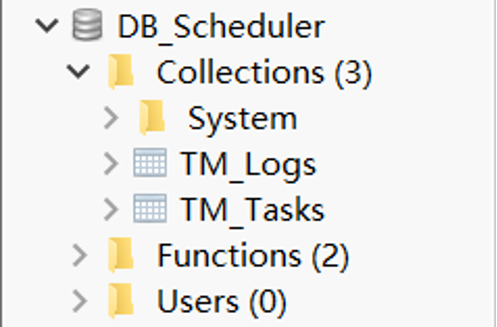 DB_Scheduler
Collections (3)
System
TM_Logs
TM_Tasks
Functions (2)
Users (0)